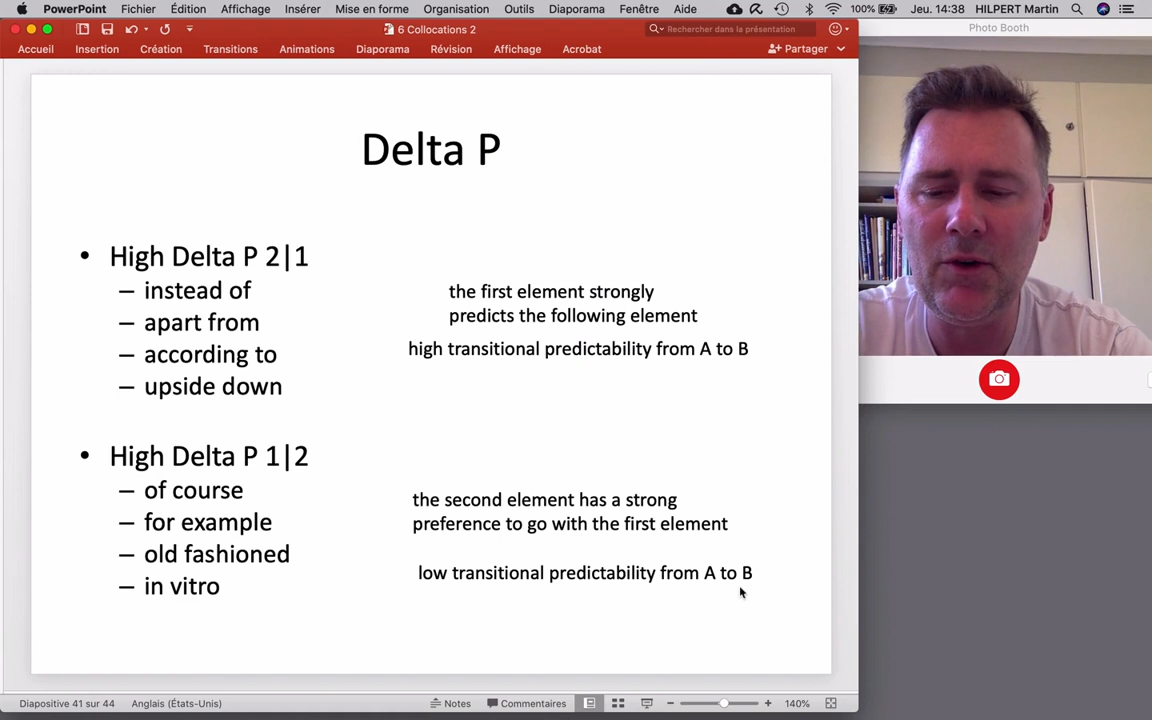 PowerPoint Fichier Édition Affichage Insérer Mise en forme Organisation Outils Diaporama Fenêtre Aide 100% Jeu. 14:38 HILPERT Martin
6 Collocations 2
Rechercher dans la présentation
Photo Booth
Accueil Insertion Création Transitions Animations Diaporama Révision Affichage Acrobat Partager
Delta P
• High Delta P 2|1
– instead of
– apart from
– according to
– upside down
the first element strongly
predicts the following element
high transitional predictability from A to B
• High Delta P 1|2
– of course
– for example
– old fashioned
– in vitro
the second element has a strong
preference to go with the first element
low transitional predictability from A to B
Diapositive 41 sur 44 Anglais (États-Unis) Notes Commentaires 140%